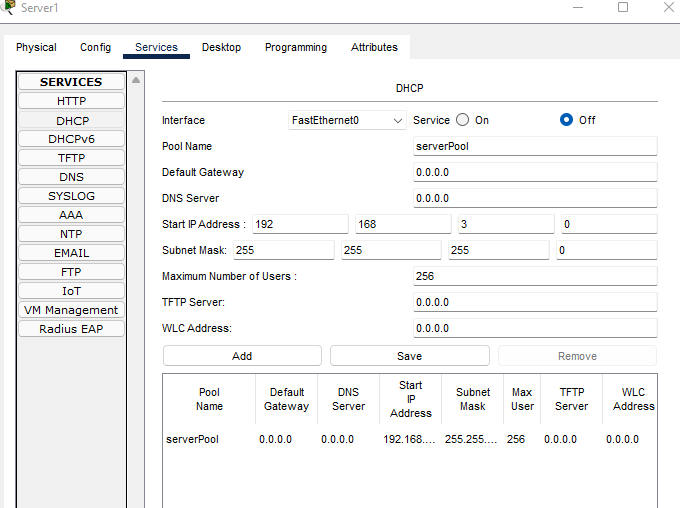 Server1
Physical Config Services Desktop Programming Attributes
SERVICES
HTTP
DHCP
DHCPv6
TFTP
DNS
SYSLOG
AAA
NTP
EMAIL
FTP
IoT
VM Management
Radius EAP
DHCP
Interface FastEthernet0 Service On Off
Pool Name serverPool
Default Gateway 0.0.0.0
DNS Server 0.0.0.0
Start IP Address : 192 168 3 0
Subnet Mask: 255 255 255 0
Maximum Number of Users : 256
TFTP Server: 0.0.0.0
WLC Address: 0.0.0.0
Add Save Remove
Pool Name Default Gateway DNS Server Start IP Address Subnet Mask Max User TFTP Server WLC Address
serverPool 0.0.0.0 0.0.0.0 192.168.... 255.255.... 256 0.0.0.0 0.0.0.0